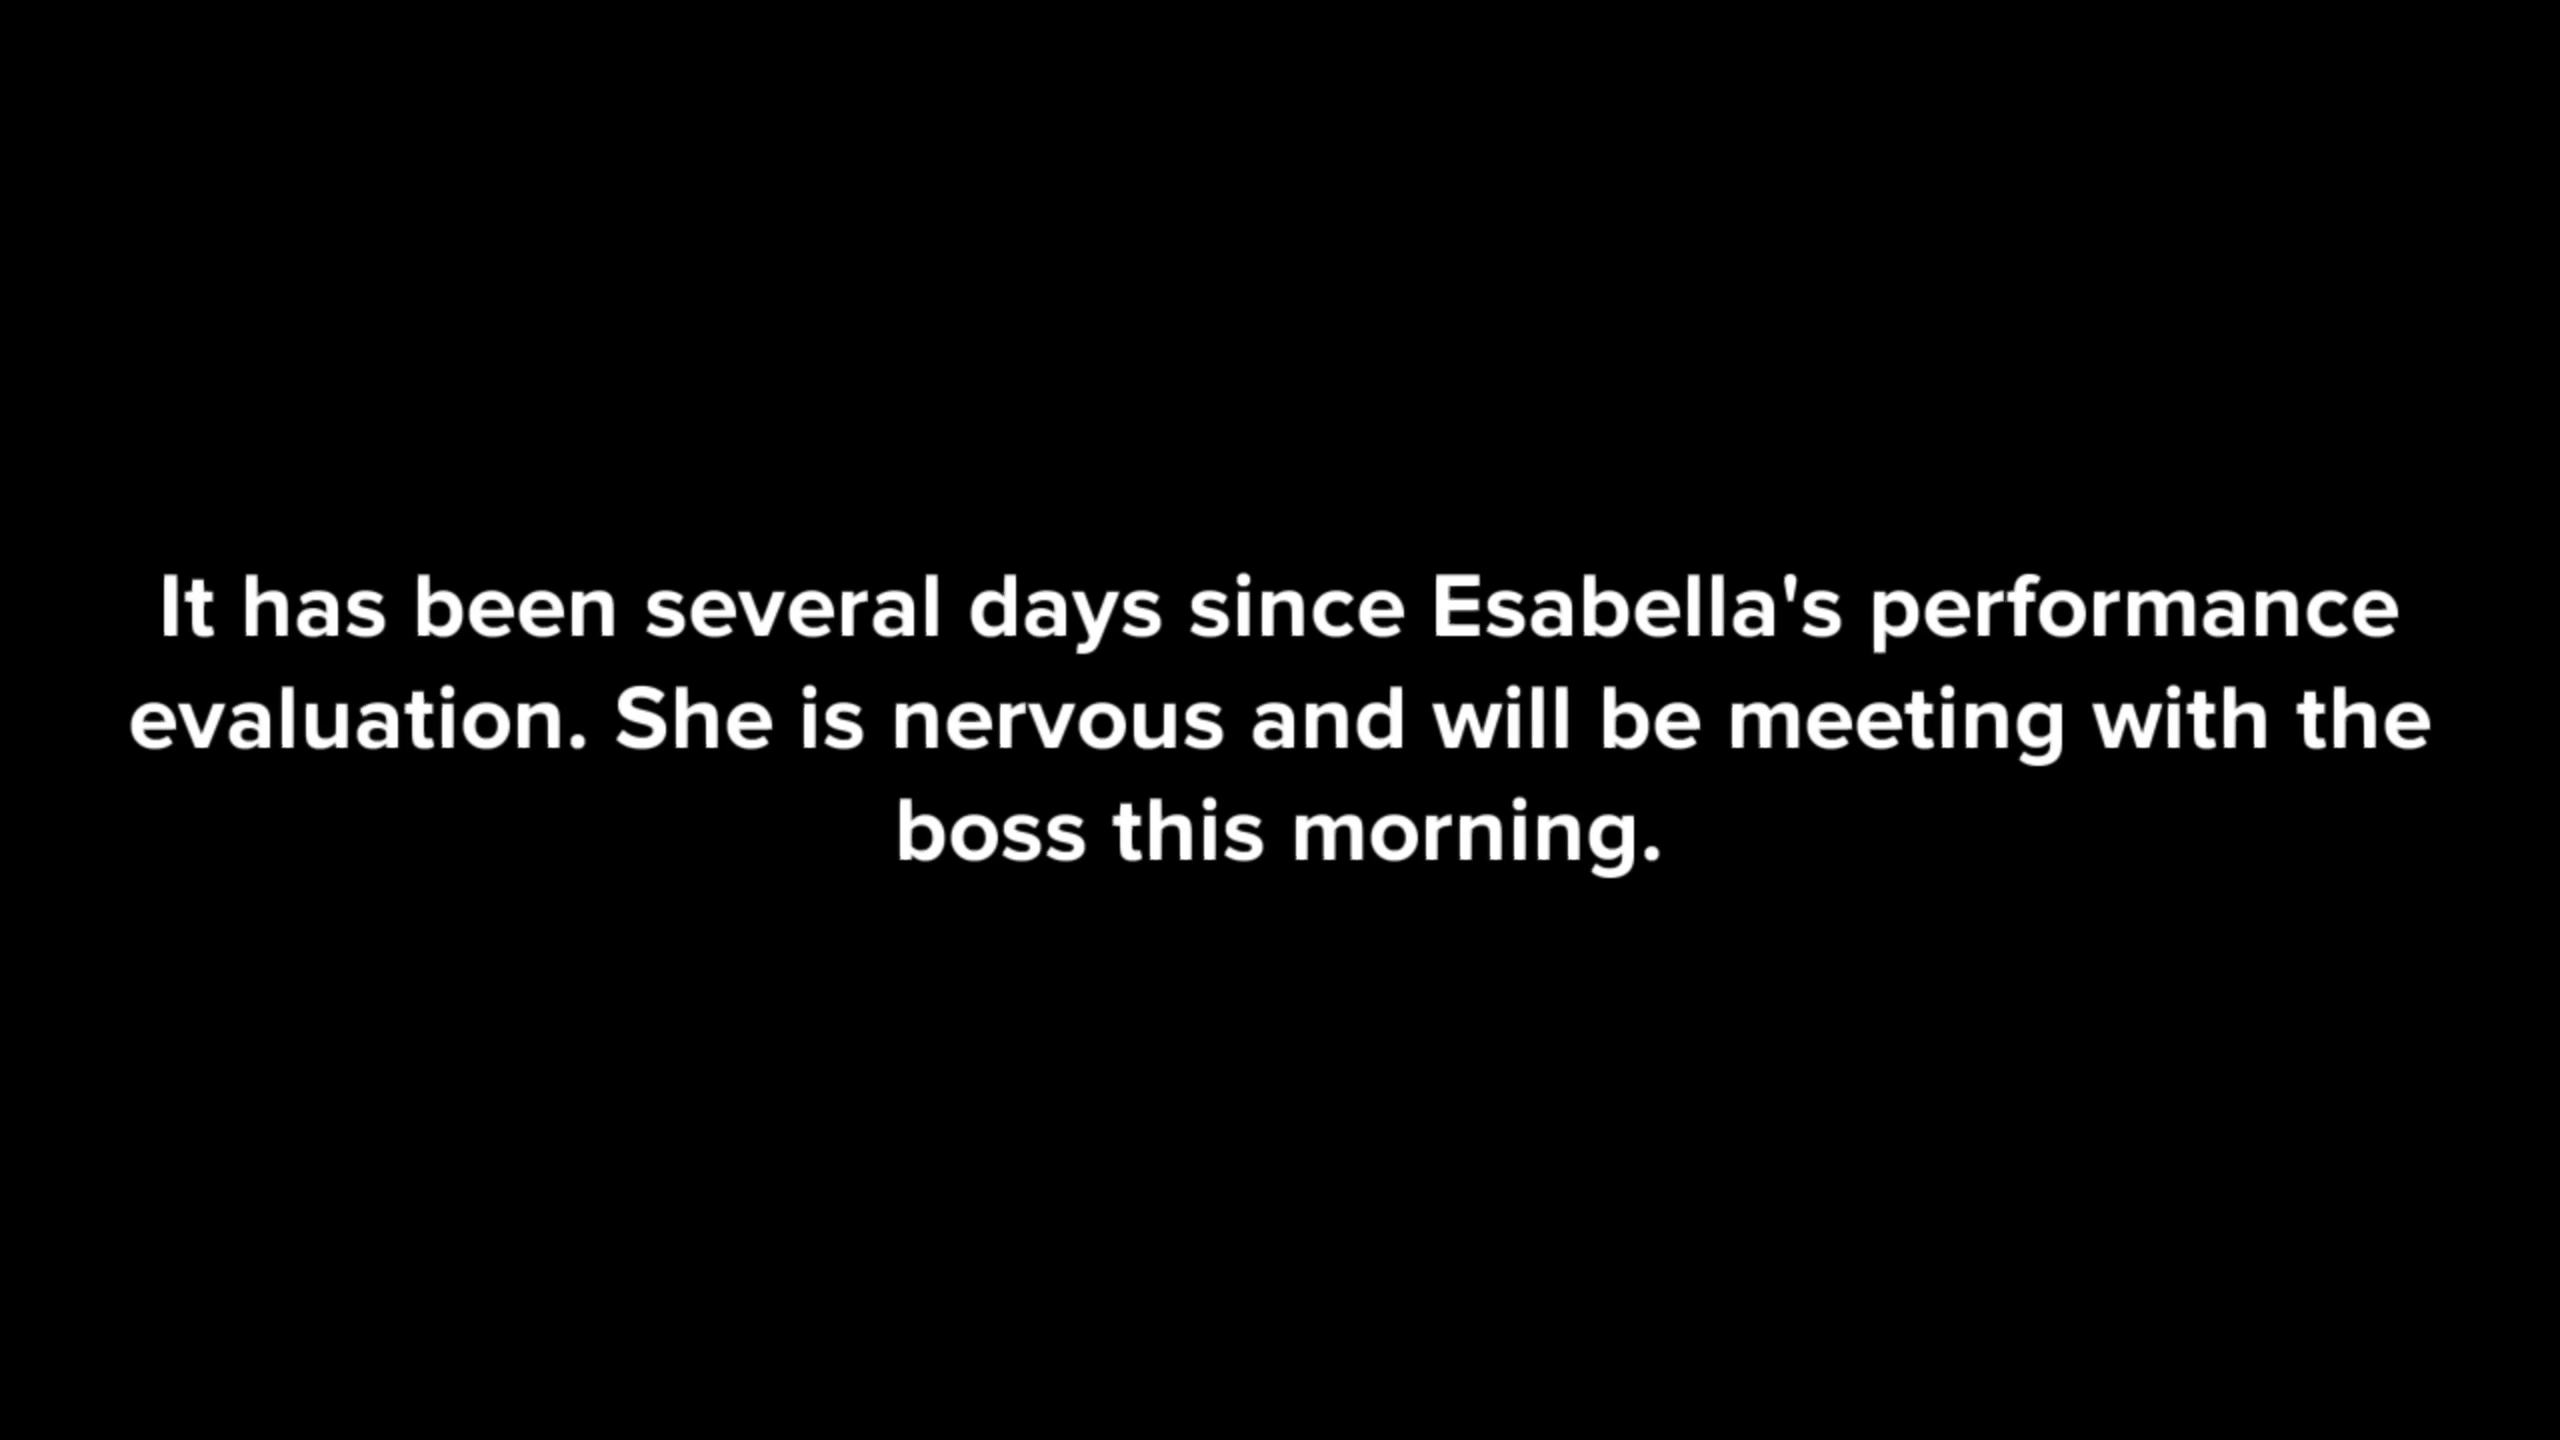 It has been several days since Esabella's performance
evaluation. She is nervous and will be meeting with the
boss this morning.